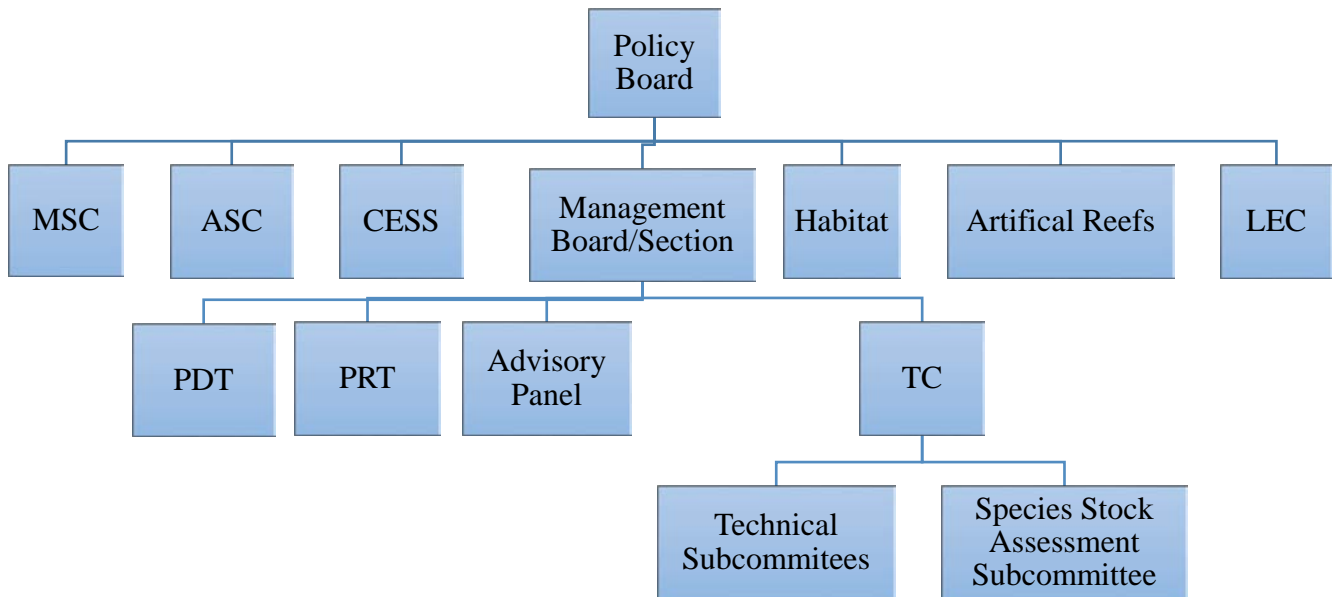 Policy
Board
MSC
ASC
CESS
Management
Board/Section
Habitat
Artifical Reefs
LEC
PDT
PRT
Advisory
Panel
TC
Technical
Subcommitees
Species Stock
Assessment
Subcommittee